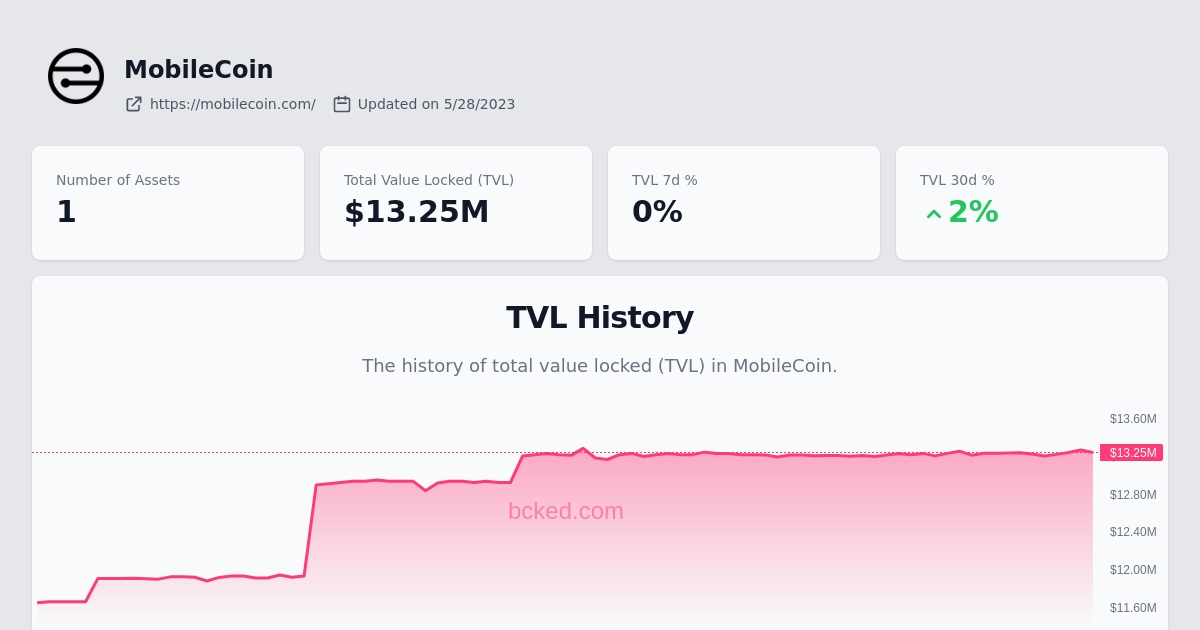 MobileCoin
https://mobilecoin.com/ Updated on 5/28/2023
Number of Assets
1
Total Value Locked (TVL)
$13.25M
TVL 7d %
0%
TVL 30d %
2%
TVL History
The history of total value locked (TVL) in MobileCoin.
$13.60M
$13.25M
$12.80M
$12.40M
$12.00M
$11.60M
bcked.com